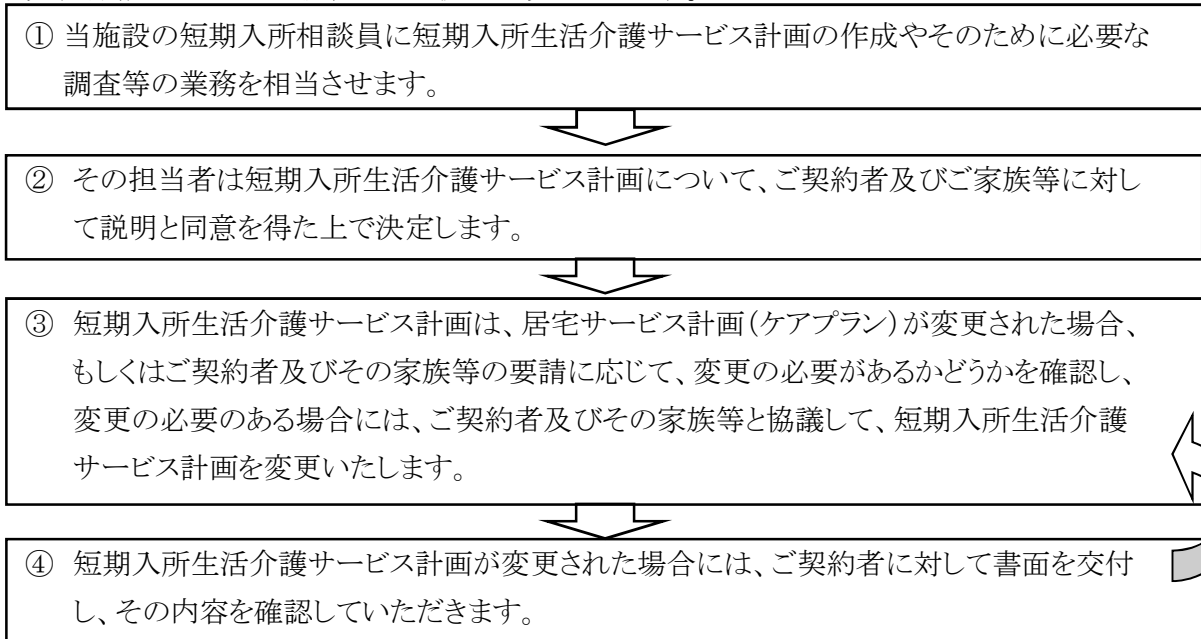 ① 当施設の短期入所相談員に短期入所生活介護サービス計画の作成やそのために必要な
調査等の業務を相当させます。
② その担当者は短期入所生活介護サービス計画について、ご契約者及びご家族等に対し
て説明と同意を得た上で決定します。
③ 短期入所生活介護サービス計画は、居宅サービス計画(ケアプラン)が変更された場合、
もしくはご契約者及びその家族等の要請に応じて、変更の必要があるかどうかを確認し、
変更の必要のある場合には、ご契約者及びその家族等と協議して、短期入所生活介護
サービス計画を変更いたします。
④ 短期入所生活介護サービス計画が変更された場合には、ご契約者に対して書面を交付
し、その内容を確認していただきます。